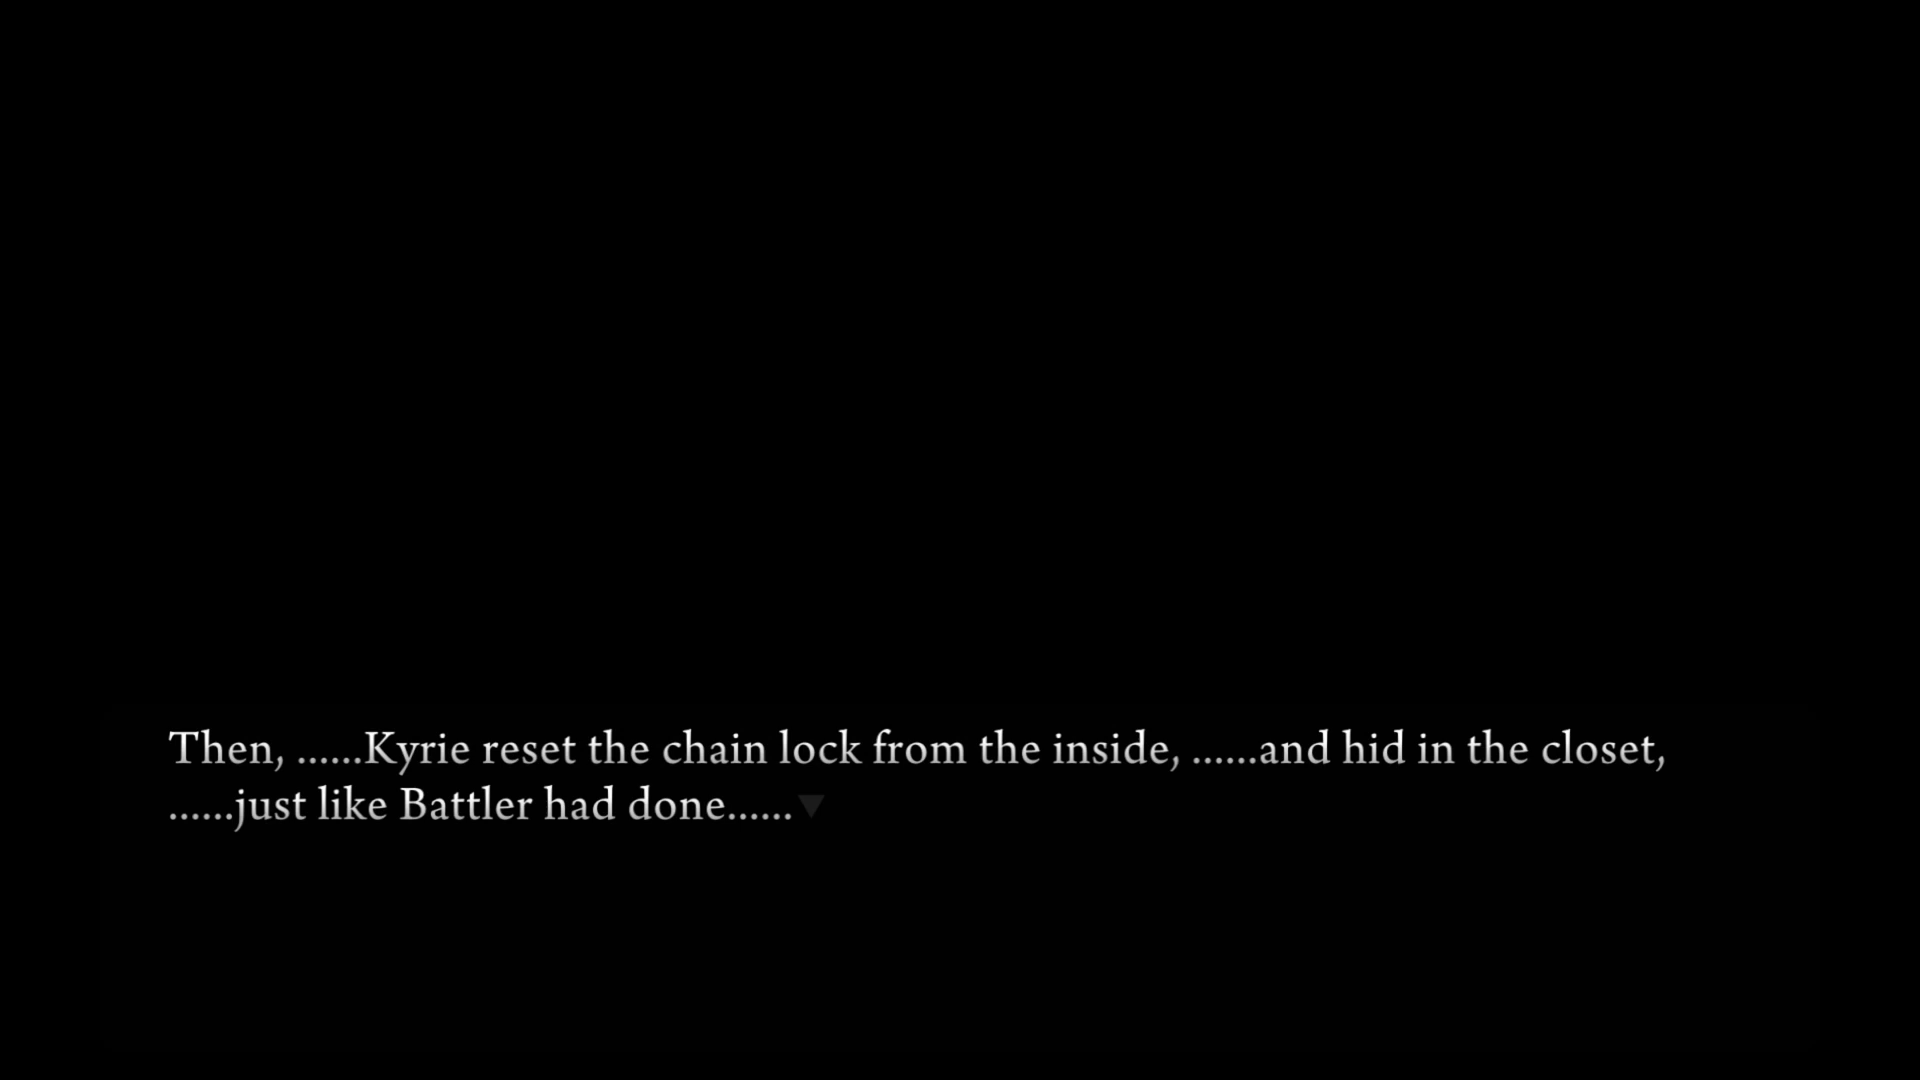 Then, ......Kyrie reset the chain lock from the inside, ......and hid in the closet,
......just like Battler had done......